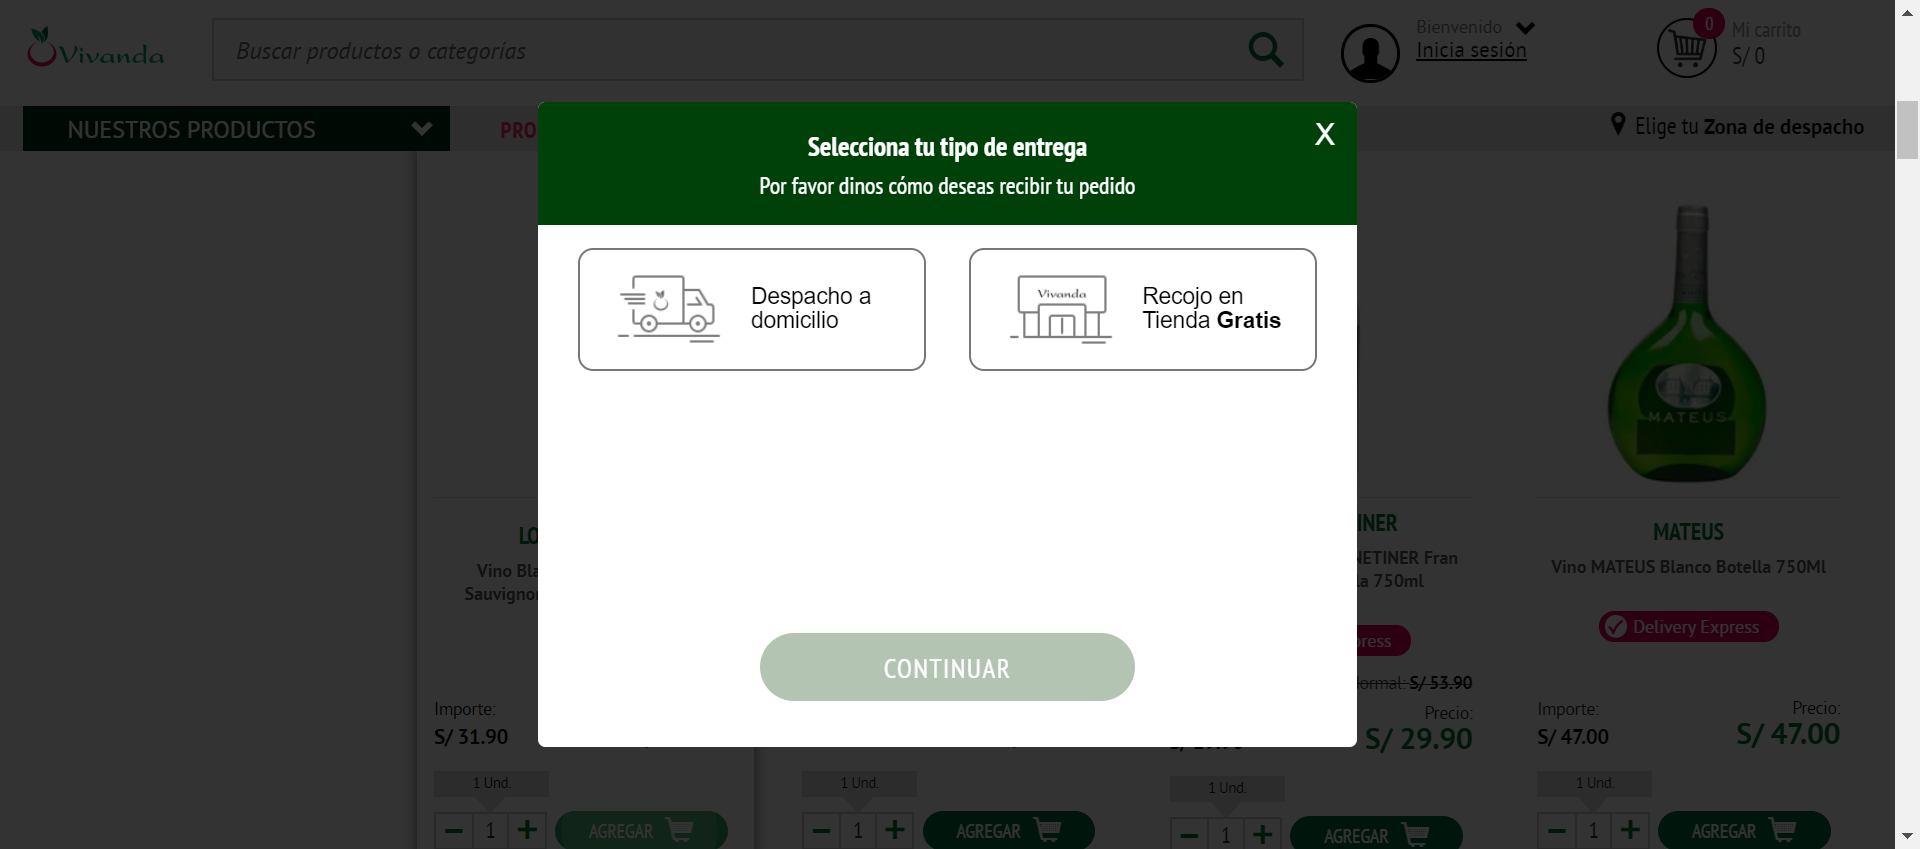 Vivanda
Buscar productos o categorías
Bienvenido
Inicia sesión
0
Mi carrito
S/ 0
NUESTROS PRODUCTOS
PRO
Elige tu Zona de despacho
Selecciona tu tipo de entrega
X
Por favor dinos cómo deseas recibir tu pedido
Despacho a
domicilio
Vivanda
Recojo en
Tienda Gratis
CONTINUAR
LO
Vino Bla
Sauvigno
Importe:
S/ 31.90
1 Und.
1
AGREGAR
1 Und.
1
AGREGAR
INER
NETINER Fran
la 750ml
press
Normal: S/ 53.90
Precio:
S/ 29.90
1 Und.
1
AGREGAR
MATEUS
MATEUS
Vino MATEUS Blanco Botella 750Ml
Delivery Express
Importe:
S/ 47.00
Precio:
S/ 47.00
1 Und.
1
AGREGAR